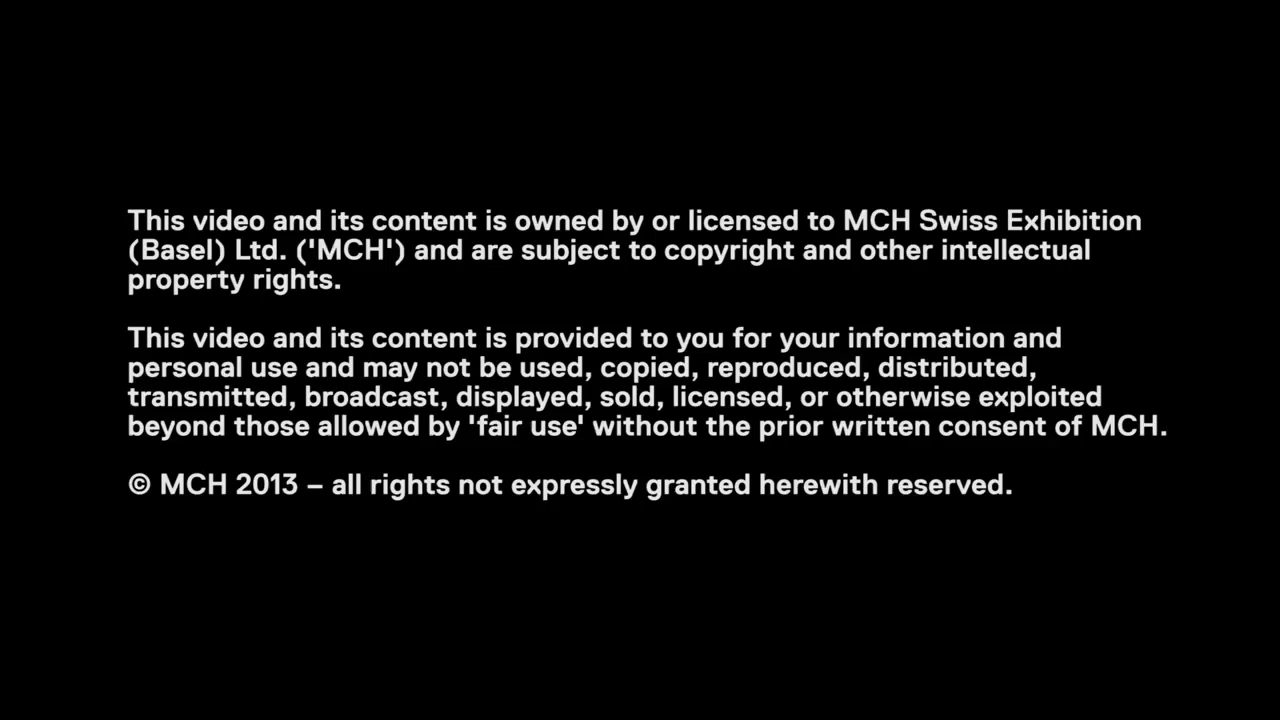 This video and its content is owned by or licensed to MCH Swiss Exhibition
(Basel) Ltd. ('MCH') and are subject to copyright and other intellectual
property rights.
This video and its content is provided to you for your information and
personal use and may not be used, copied, reproduced, distributed,
transmitted, broadcast, displayed, sold, licensed, or otherwise exploited
beyond those allowed by 'fair use' without the prior written consent of MCH.
© MCH 2013 – all rights not expressly granted herewith reserved.